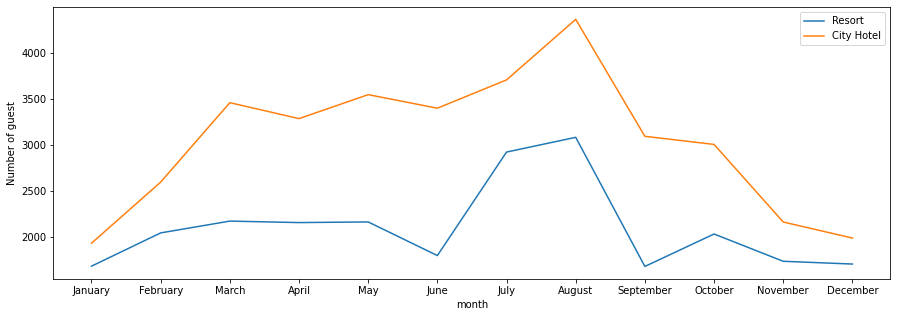 Resort
City Hotel
4000
3500
3000
2500
2000
Number of guest
January February March April May June July August September October November December
month